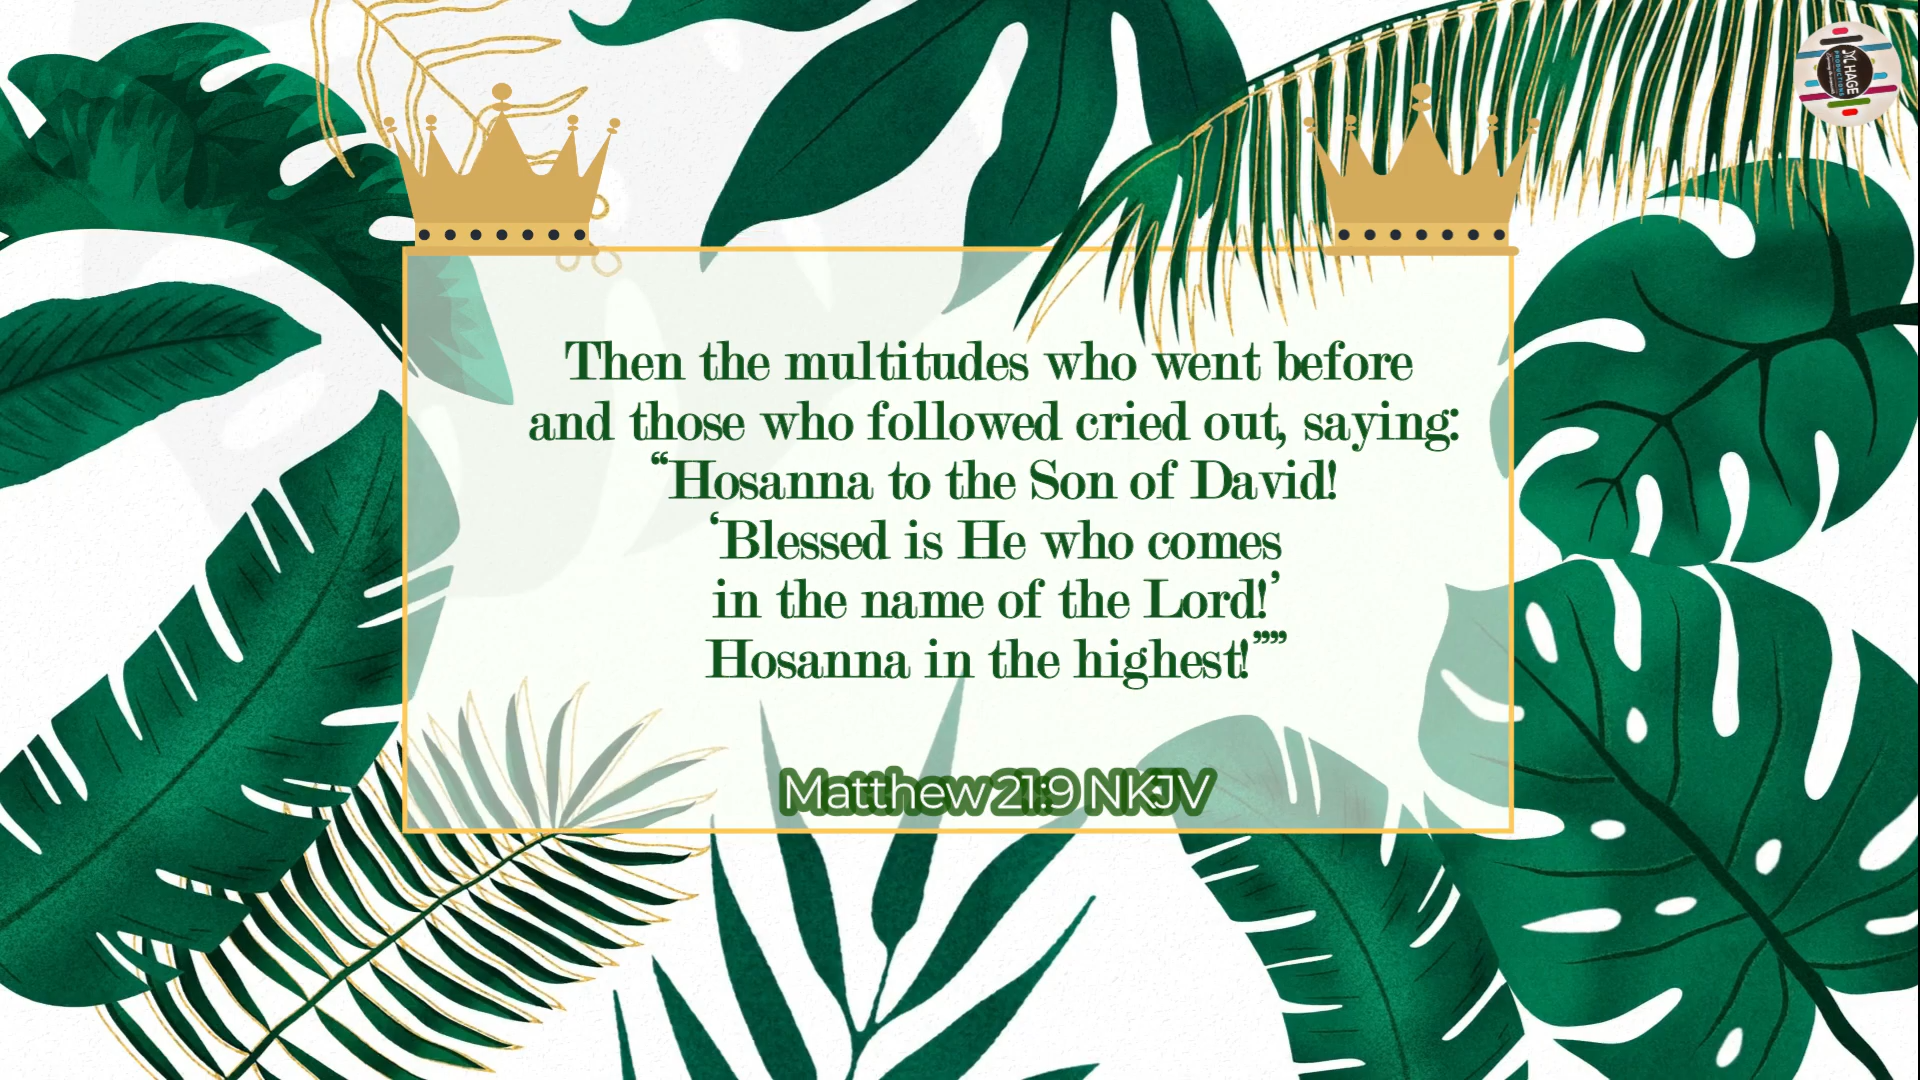 HAGE
PRODUCTIONS
Then the multitudes who went before
and those who followed cried out, saying:
“Hosanna to the Son of David!
‘Blessed is He who comes
in the name of the Lord!’
Hosanna in the highest!”””
Matthew 21:9 NKJV